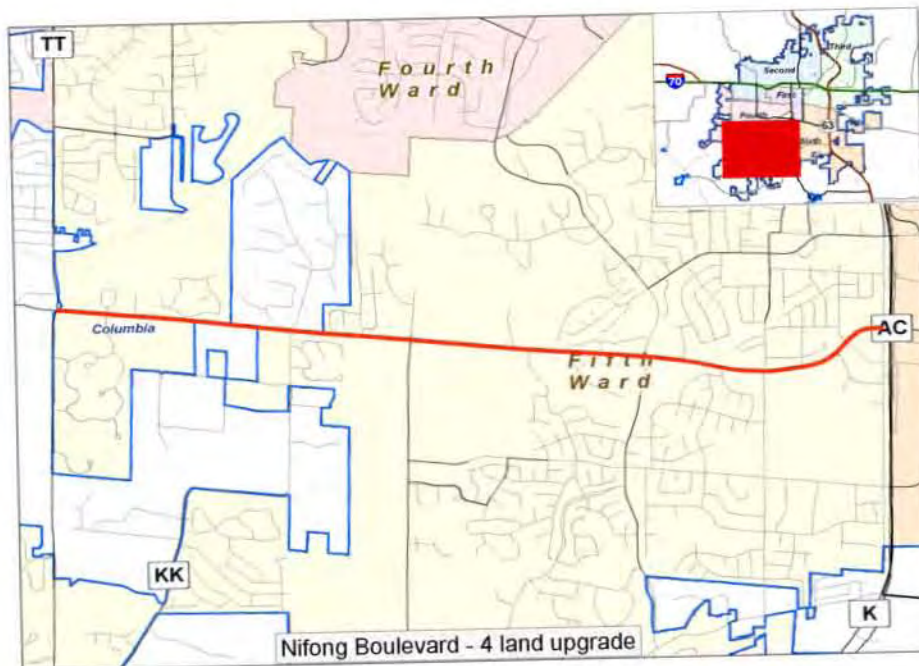 TT
Fourth
Ward
Third
Second
70
First
Fourth
63
Sixth
Columbia
AC
Fifth
Ward
KK
K
Nifong Boulevard - 4 land upgrade